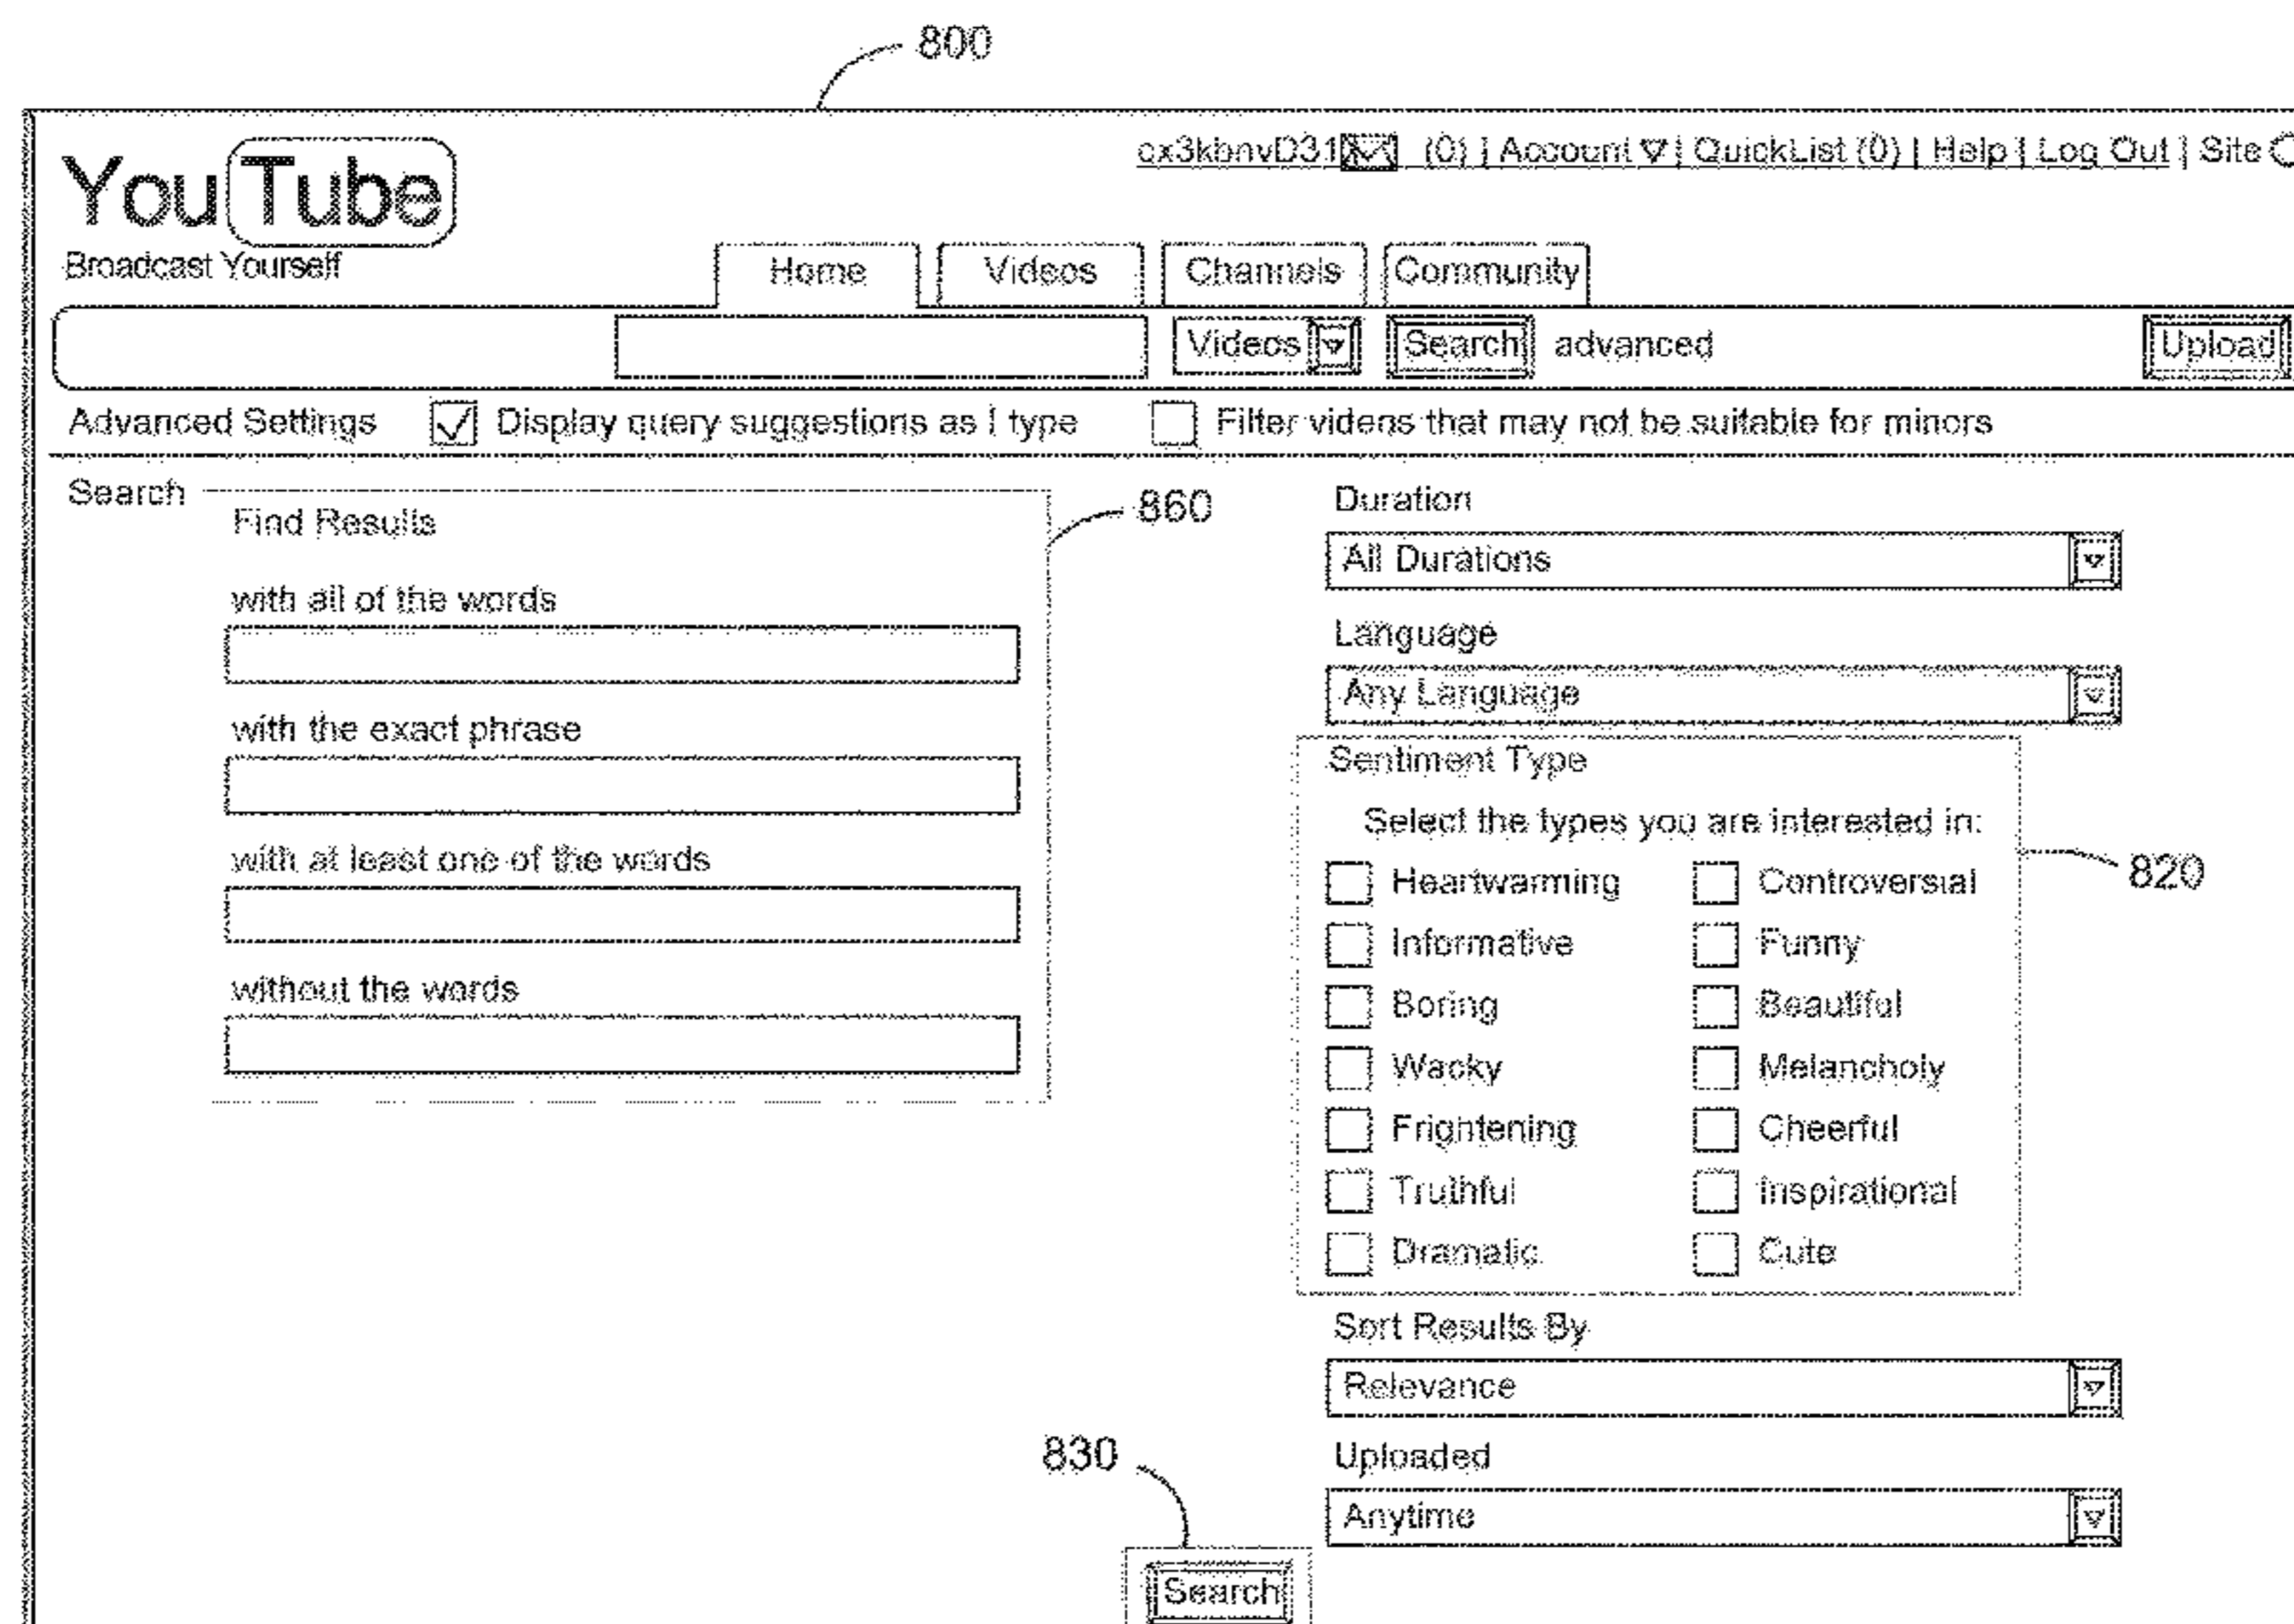 800
cx3kbnvD31 (0) | Account | QuickList (0) | Help | Log Out | Site
YouTube
Broadcast Yourself
Home Videos Channels Community
Videos Search advanced Upload
Advanced Settings Display query suggestions as I type Filter videos that may not be suitable for minors
Search
Find Results
860
with all of the words
with the exact phrase
with at least one of the words
without the words
Duration
All Durations
Language
Any Language
Sentiment Type
Select the types you are interested in:
820
Heartwarming Controversial
Informative Funny
Boring Beautiful
Wacky Melancholy
Frightening Cheerful
Truthful Inspirational
Dramatic Cute
Sort Results By
Relevance
Uploaded
Anytime
830
Search